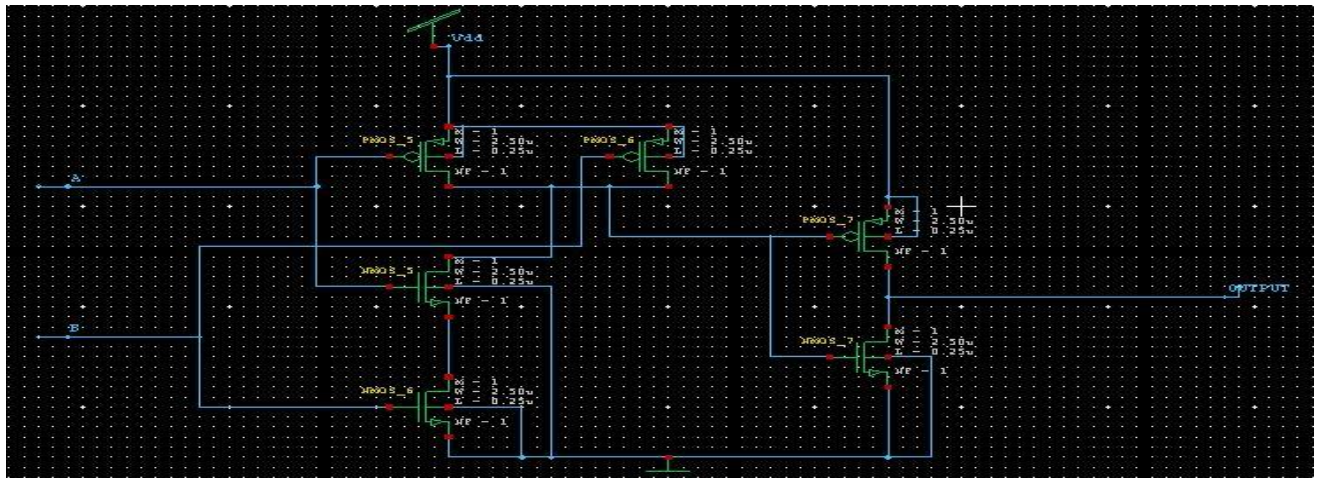 Vdd
PMOS_5
M = 1
W = 2.50u
L = 0.25u
NF = 1
PMOS_6
M = 1
W = 2.50u
L = 0.25u
NF = 1
A
PMOS_7
M = 1
W = 2.50u
L = 0.25u
NF = 1
NMOS_5
M = 1
W = 2.50u
L = 0.25u
NF = 1
OUTPUT
B
NMOS_7
M = 1
W = 2.50u
L = 0.25u
NF = 1
NMOS_6
M = 1
W = 2.50u
L = 0.25u
NF = 1